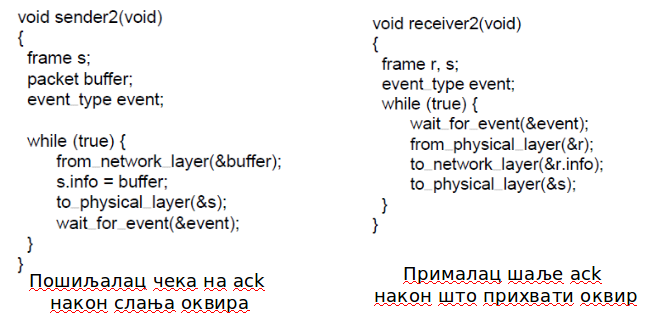 void sender2(void)
{
frame s;
packet buffer;
event_type event;
while (true) {
from_network_layer(&buffer);
s.info = buffer;
to_physical_layer(&s);
wait_for_event(&event);
}
}
Пошиљалац чека на ack
након слања оквира
void receiver2(void)
{
frame r, s;
event_type event;
while (true) {
wait_for_event(&event);
from_physical_layer(&r);
to_network_layer(&r.info);
to_physical_layer(&s);
}
}
Прималац шаље ack
након што прихвати оквир